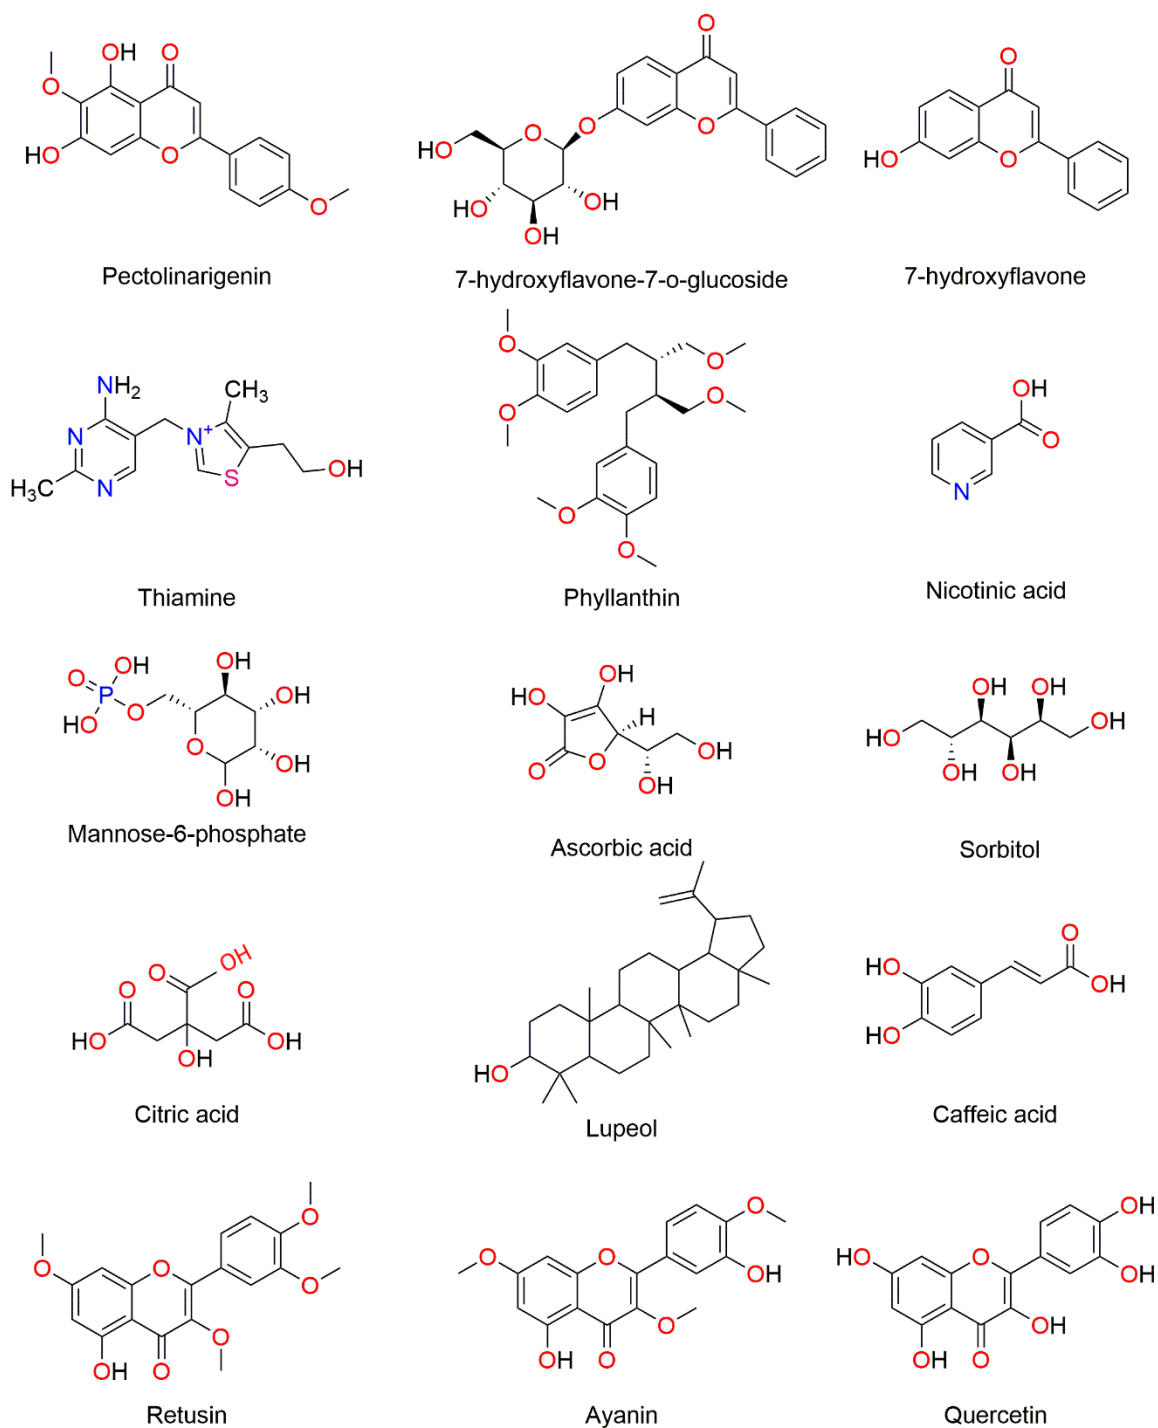 O
OH O O
O
O OH
HO O O HO O
HO
HO OH O
OH
Pectolinarigenin 7-hydroxyflavone-7-o-glucoside 7-hydroxyflavone
O O
NH2 CH3 O OH
O O
N N+ O
H3C N S OH N
O
O
Thiamine Phyllanthin Nicotinic acid
OH OH OH
O P OH HO H OH OH
HO O OH HO OH
O OH O O OH OH OH
OH OH
Mannose-6-phosphate Ascorbic acid Sorbitol
O OH O
O O HO
HO OH OH
OH HO HO
Citric acid Lupeol Caffeic acid
O O OH
O O O O O HO O
O OH OH
O O OH
OH O OH O OH O
Retusin Ayanin Quercetin